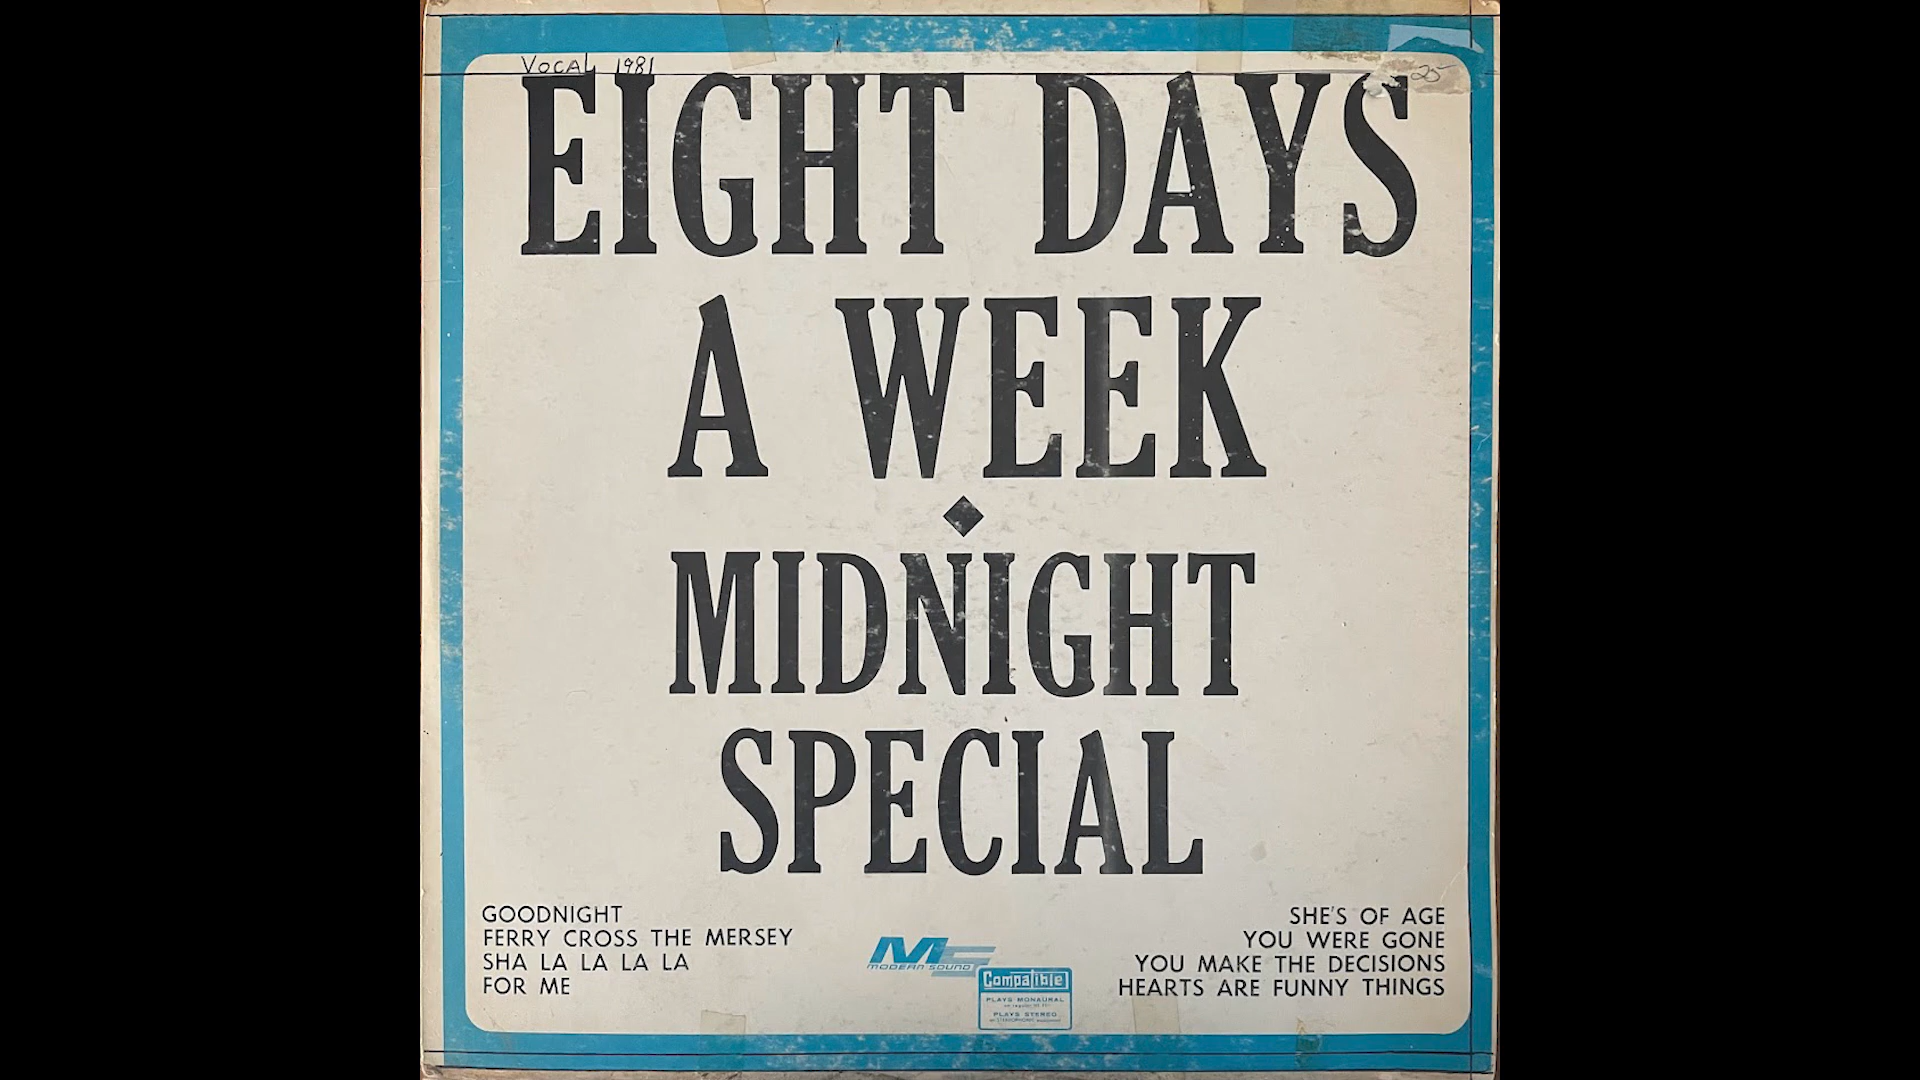 VOCAL 1981
25
EIGHT DAYS
A WEEK
MIDNIGHT
SPECIAL
GOODNIGHT
FERRY CROSS THE MERSEY
SHA LA LA LA LA
FOR ME
MS
MODERN SOUND
Compatible
PLAYS MONAURAL
PLAYS STEREO
SHE'S OF AGE
YOU WERE GONE
YOU MAKE THE DECISIONS
HEARTS ARE FUNNY THINGS